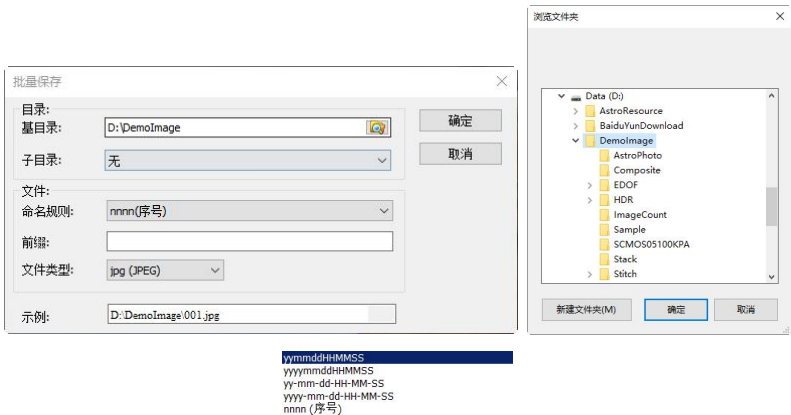 批量保存
目录:
基目录:
D:\DemoImage
子目录:
无
文件:
命名规则:
nnnn(序号)
前缀:
文件类型:
jpg (JPEG)
示例:
D:\DemoImage\001.jpg
确定
取消
浏览文件夹
Data (D:)
AstroResource
BaiduYunDownload
DemoImage
AstroPhoto
Composite
EDOF
HDR
ImageCount
Sample
SCMOS05100KPA
Stack
Stitch
新建文件夹(M)
确定
取消
yymmddHHMMSS
yyyymmddHHMMSS
yy-mm-dd-HH-MM-SS
yyyy-mm-dd-HH-MM-SS
nnnn (序号)